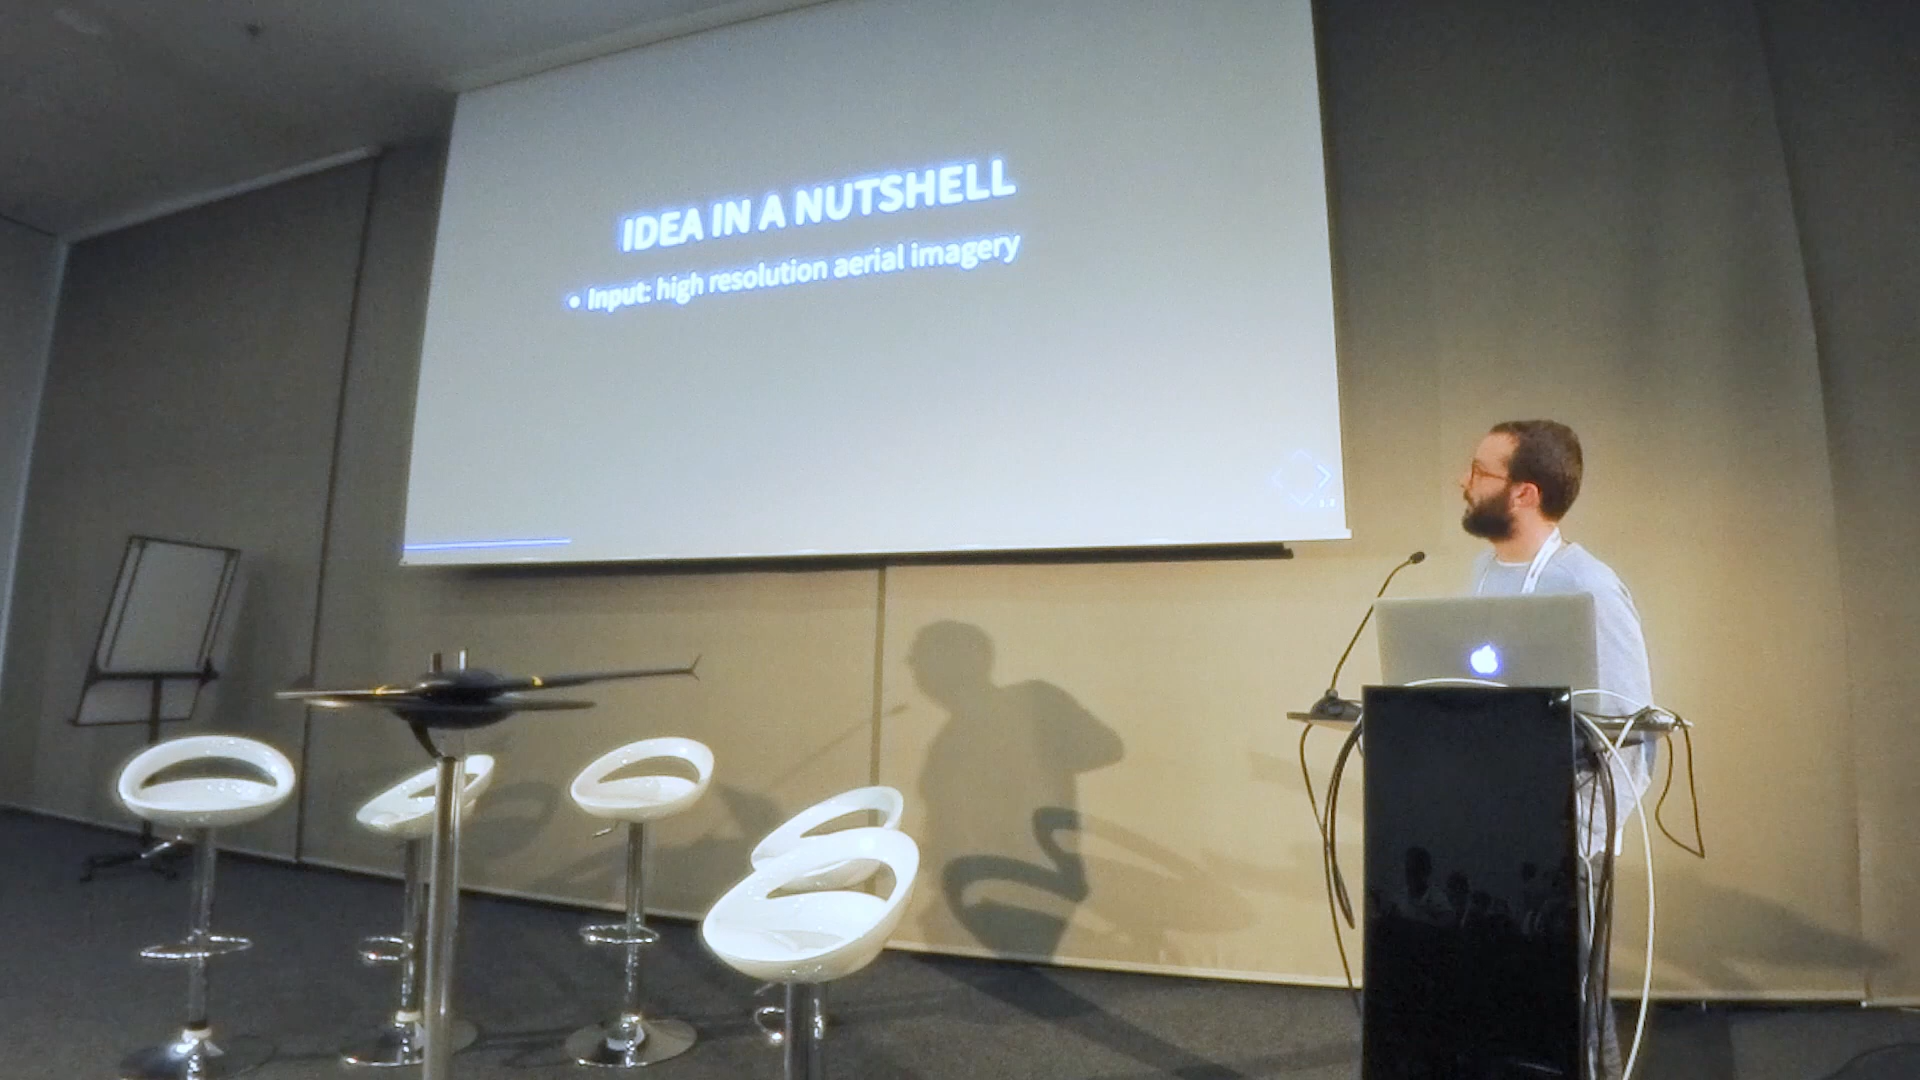 IDEA IN A NUTSHELL
• Input: high resolution aerial imagery